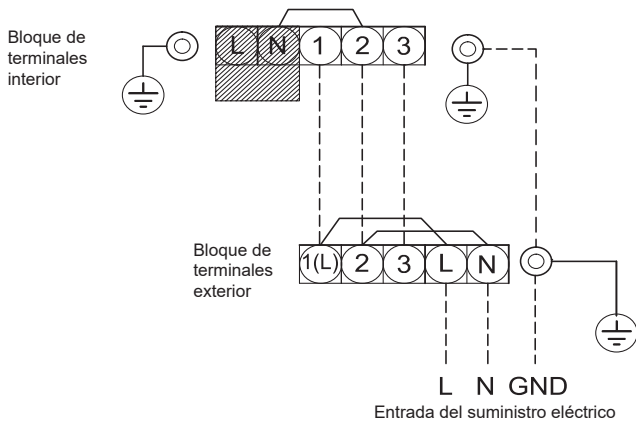 Bloque de
terminales
interior
L N 1 2 3
Bloque de
terminales
exterior
1(L) 2 3 L N
L N GND
Entrada del suministro eléctrico